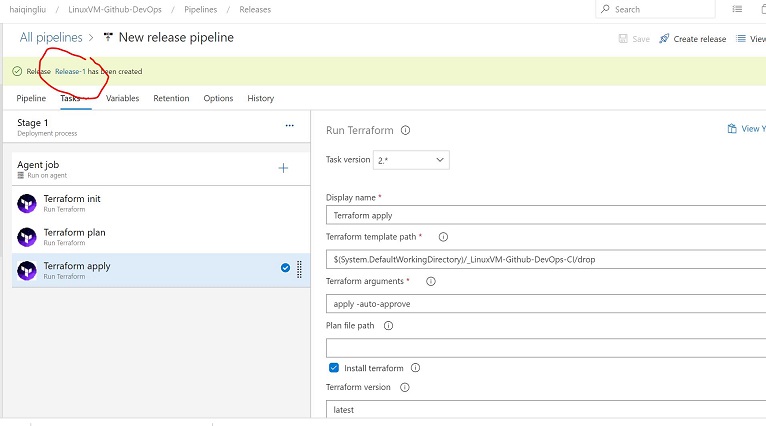 haiqingliu / LinuxVM-Github-DevOps / Pipelines / Releases
Search
All pipelines > New release pipeline
Save Create release View
Release Release-1 has been created
Pipeline Tasks Variables Retention Options History
Stage 1
Deployment process
Agent job
Run on agent
Terraform init
Run Terraform
Terraform plan
Run Terraform
Terraform apply
Run Terraform
Run Terraform
View Y
Task version 2.*
Display name *
Terraform apply
Terraform template path *
$(System.DefaultWorkingDirectory)/_LinuxVM-Github-DevOps-CI/drop
Terraform arguments *
apply -auto-approve
Plan file path
Install terraform
Terraform version
latest